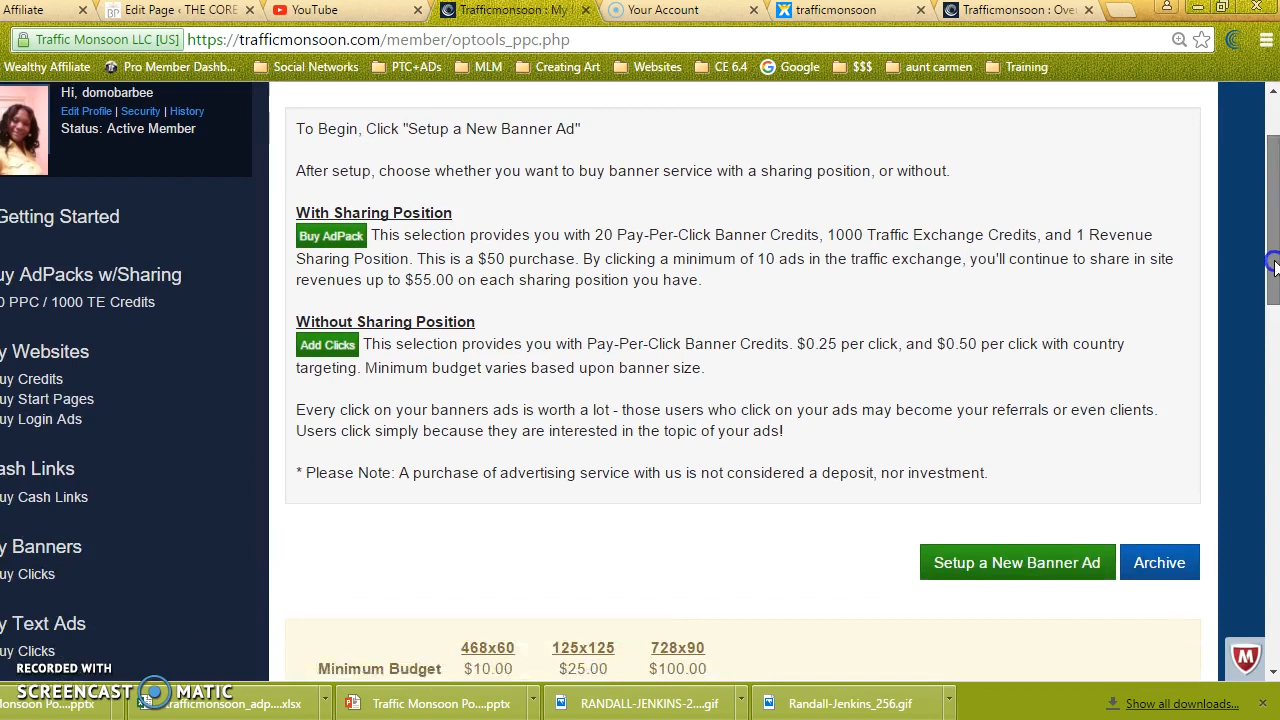 Affiliate
Edit Page ‹ THE CORE
YouTube
Trafficmonsoon : My
Your Account
trafficmonsoon
Trafficmonsoon : Ove
Traffic Monsoon LLC [US]
https://trafficmonsoon.com/member/optools_ppc.php
Wealthy Affiliate
Pro Member Dashb...
Social Networks
PTC+ADs
MLM
Creating Art
Websites
CE 6.4
Google
$$$
aunt carmen
Training
Hi, domobarbee
Edit Profile | Security | History
Status: Active Member
Getting Started
uy AdPacks w/Sharing
0 PPC / 1000 TE Credits
y Websites
uy Credits
uy Start Pages
uy Login Ads
ash Links
uy Cash Links
y Banners
uy Clicks
y Text Ads
uy Clicks
To Begin, Click "Setup a New Banner Ad"
After setup, choose whether you want to buy banner service with a sharing position, or without.
With Sharing Position
Buy AdPack This selection provides you with 20 Pay-Per-Click Banner Credits, 1000 Traffic Exchange Credits, and 1 Revenue
Sharing Position. This is a $50 purchase. By clicking a minimum of 10 ads in the traffic exchange, you'll continue to share in site
revenues up to $55.00 on each sharing position you have.
Without Sharing Position
Add Clicks This selection provides you with Pay-Per-Click Banner Credits. $0.25 per click, and $0.50 per click with country
targeting. Minimum budget varies based upon banner size.
Every click on your banners ads is worth a lot - those users who click on your ads may become your referrals or even clients.
Users click simply because they are interested in the topic of your ads!
* Please Note: A purchase of advertising service with us is not considered a deposit, nor investment.
Setup a New Banner Ad
Archive
468x60 125x125 728x90
Minimum Budget $10.00 $25.00 $100.00
RECORDED WITH
SCREENCAST MATIC
onsoon Po....pptx
rafficmonsoon_adp....xlsx
Traffic Monsoon Po....pptx
RANDALL-JENKINS-2....gif
Randall-Jenkins_256.gif
Show all downloads...